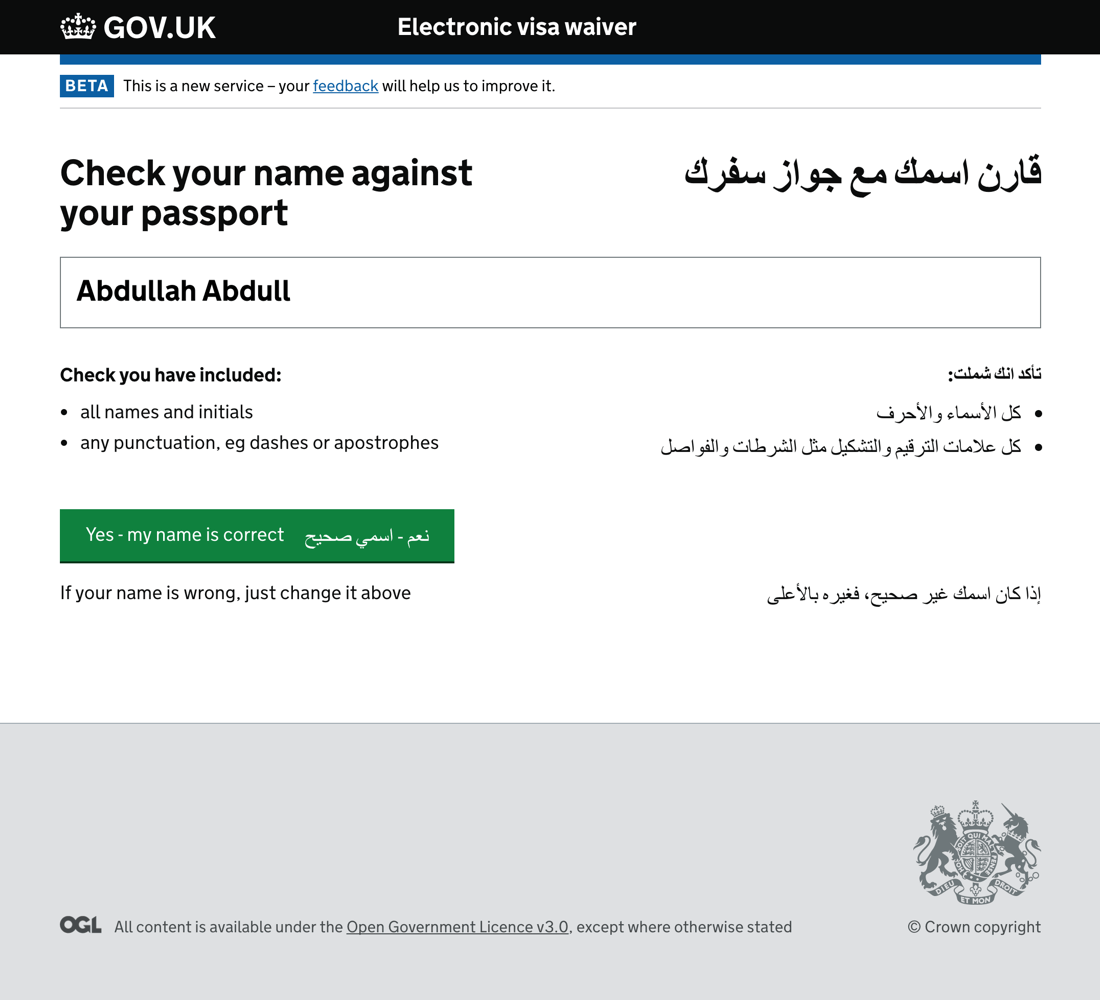 GOV.UK
Electronic visa waiver
BETA This is a new service – your feedback will help us to improve it.
Check your name against
your passport
قارن اسمك مع جواز سفرك
Abdullah Abdull
Check you have included:
• all names and initials
• any punctuation, eg dashes or apostrophes
تأكد انك شملت:
• كل الأسماء والأحرف
• كل علامات الترقيم والتشكيل مثل الشرطات والفواصل
Yes - my name is correct نعم - اسمي صحيح
If your name is wrong, just change it above
إذا كان اسمك غير صحيح، فغيره بالأعلى
DIEU ET MON DROIT
OGL All content is available under the Open Government Licence v3.0, except where otherwise stated
© Crown copyright